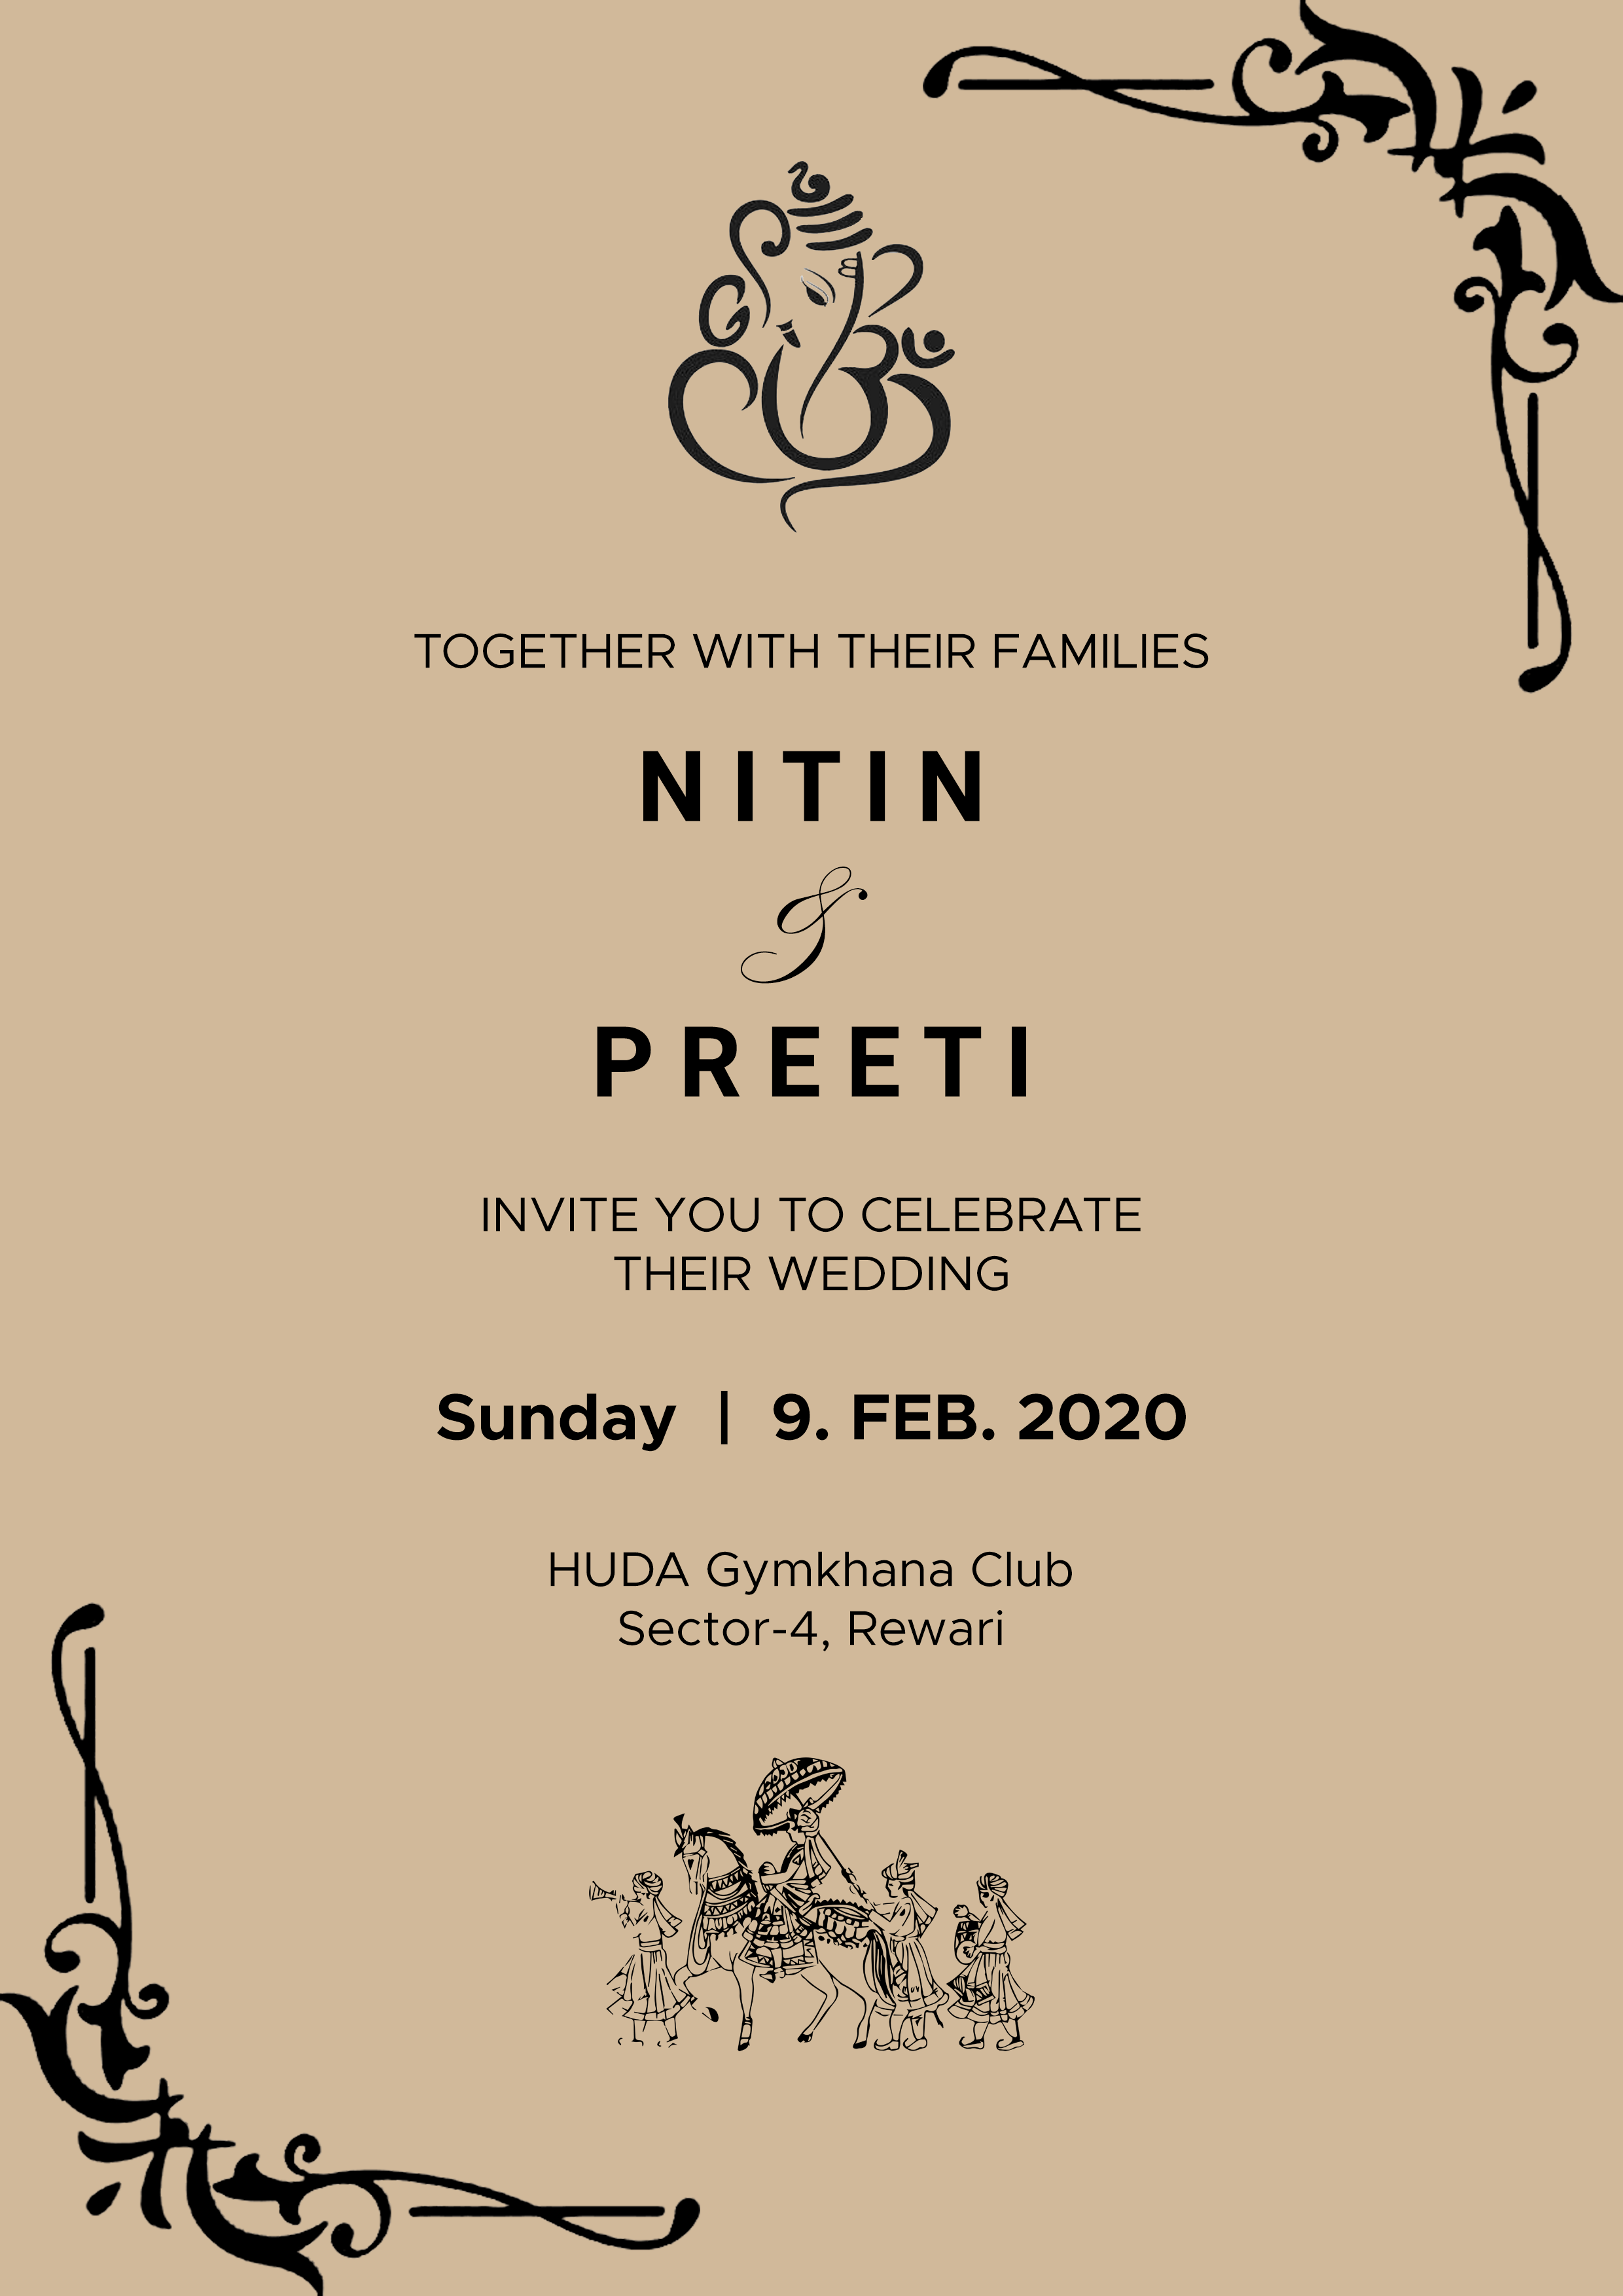 TOGETHER WITH THEIR FAMILIES
NITIN
&
PREETI
INVITE YOU TO CELEBRATE
THEIR WEDDING
Sunday | 9. FEB. 2020
HUDA Gymkhana Club
Sector-4, Rewari